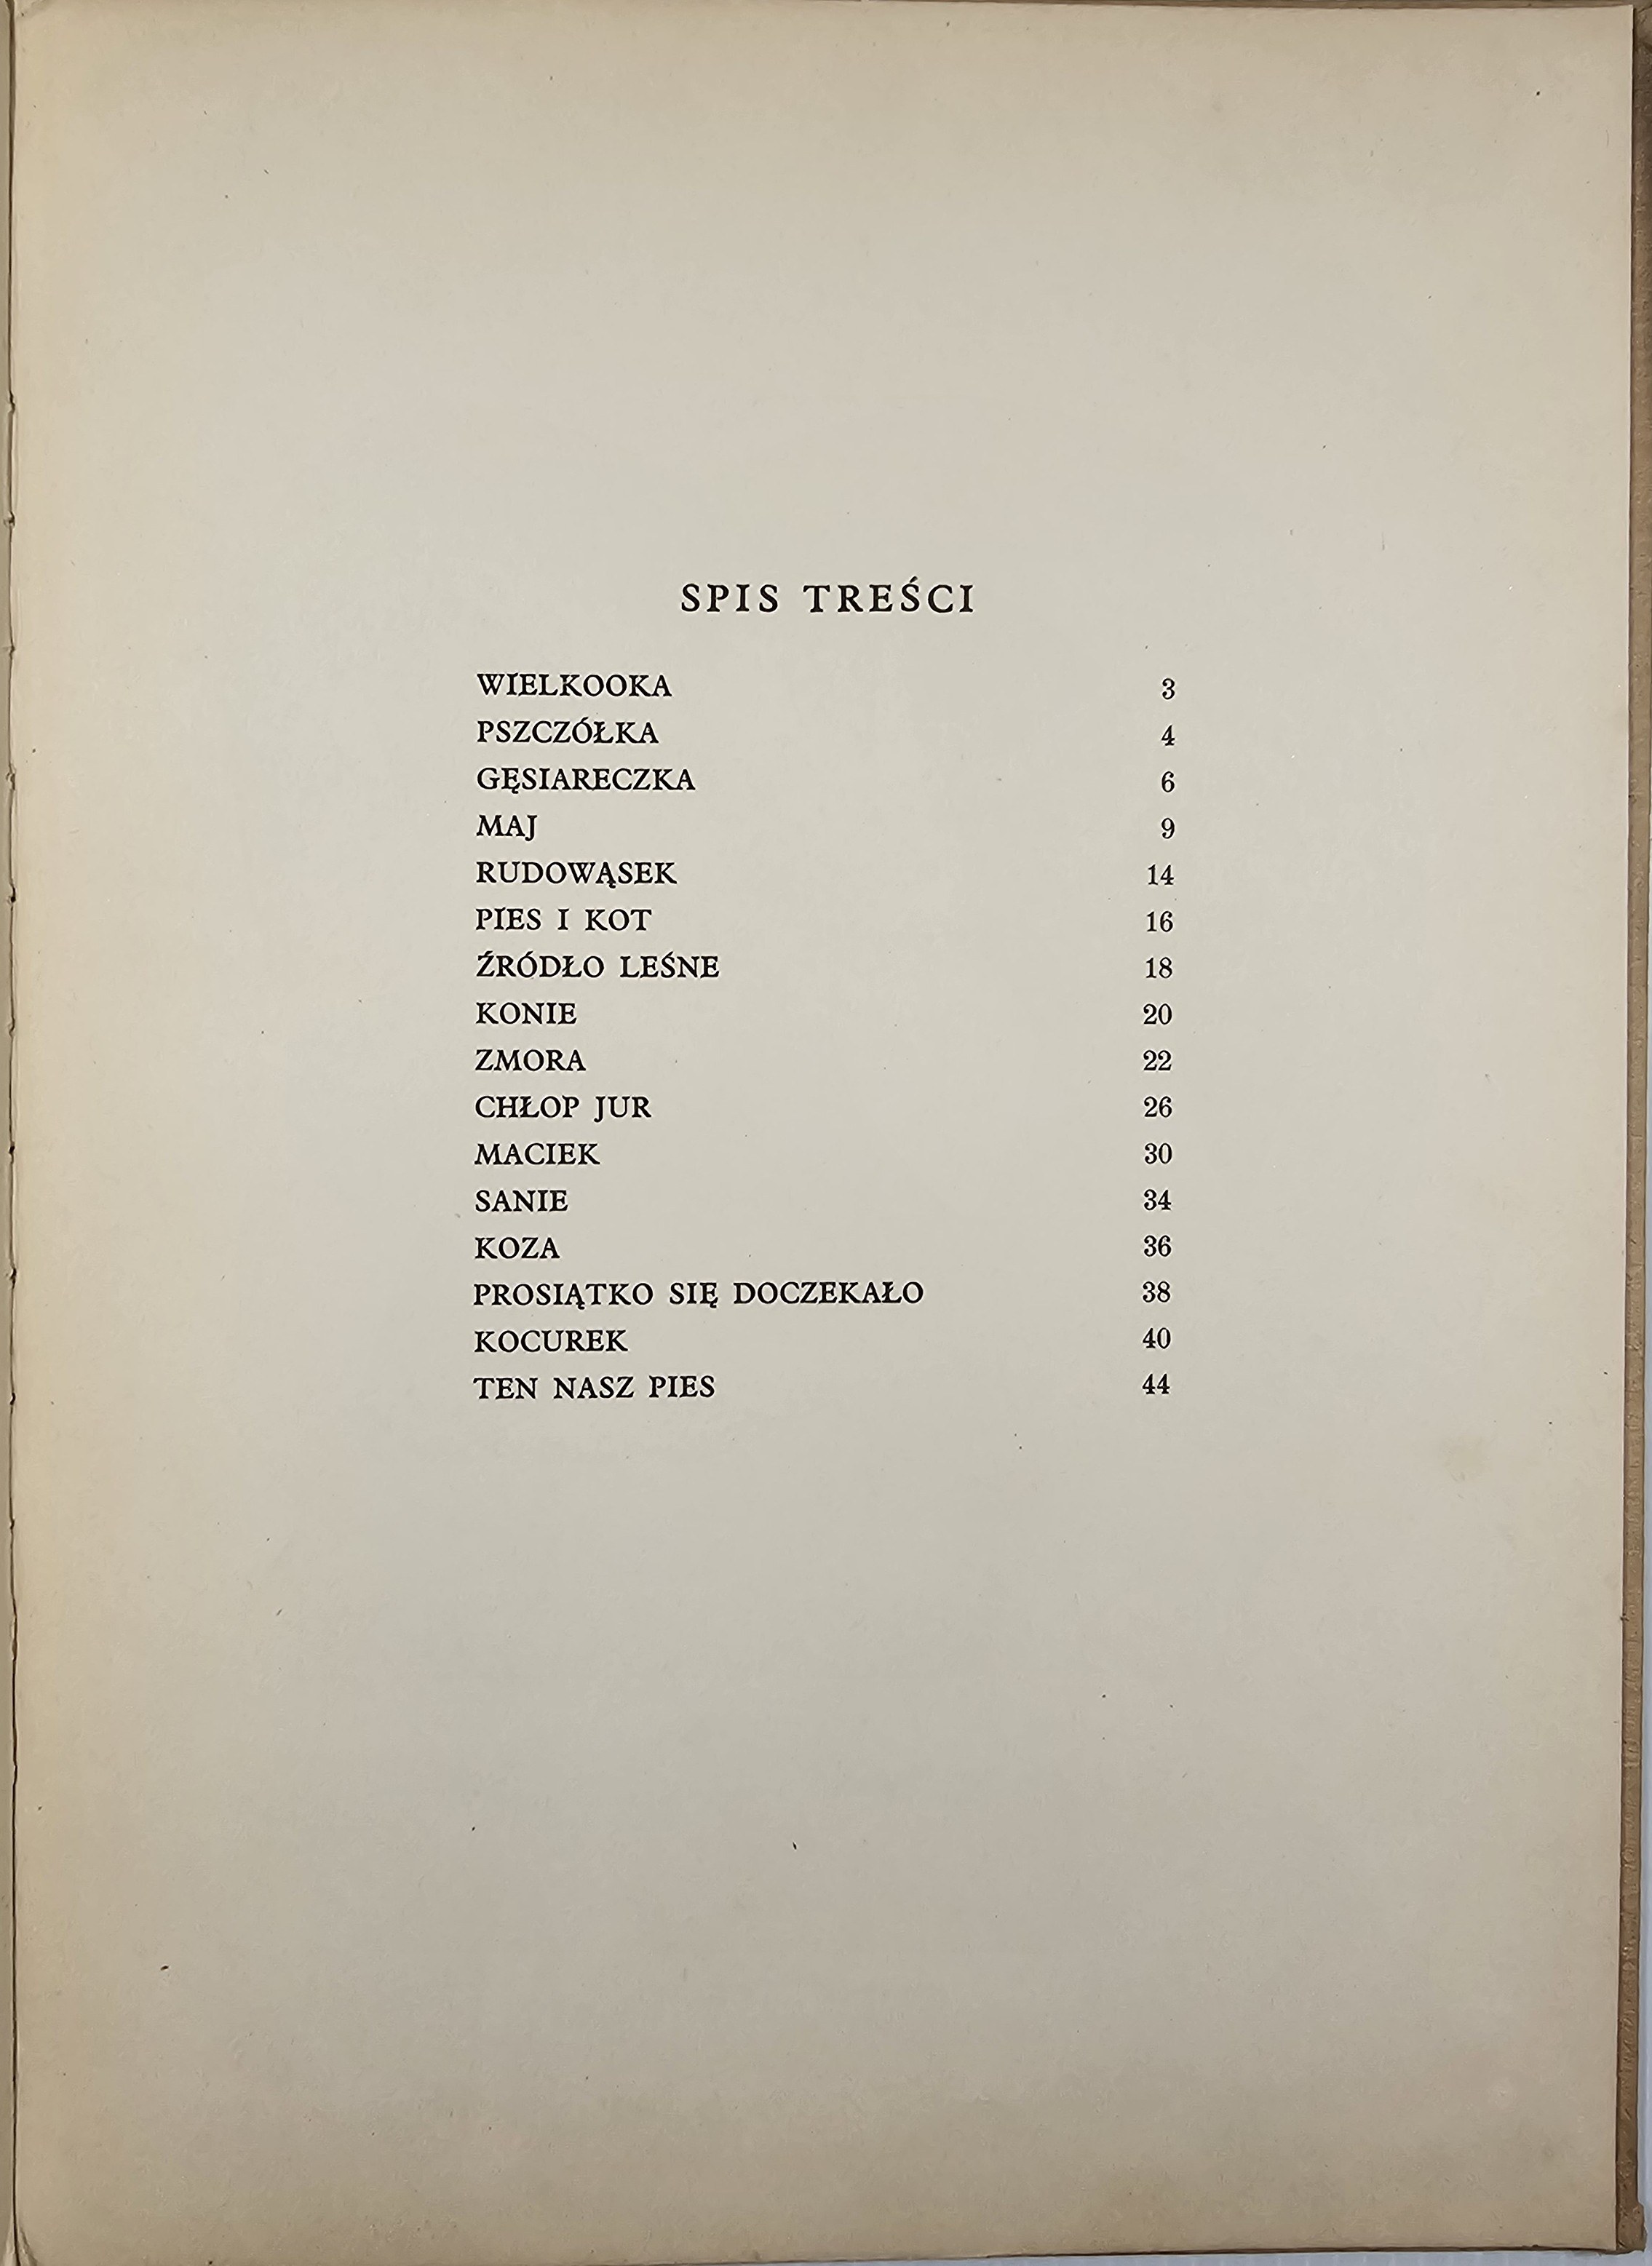 SPIS TREŚCI
WIELKOOKA 3
PSZCZÓŁKA 4
GĘSIARECZKA 6
MAJ 9
RUDOWĄSEK 14
PIES I KOT 16
ŹRÓDŁO LEŚNE 18
KONIE 20
ZMORA 22
CHŁOP JUR 26
MACIEK 30
SANIE 34
KOZA 36
PROSIĄTKO SIĘ DOCZEKAŁO 38
KOCUREK 40
TEN NASZ PIES 44